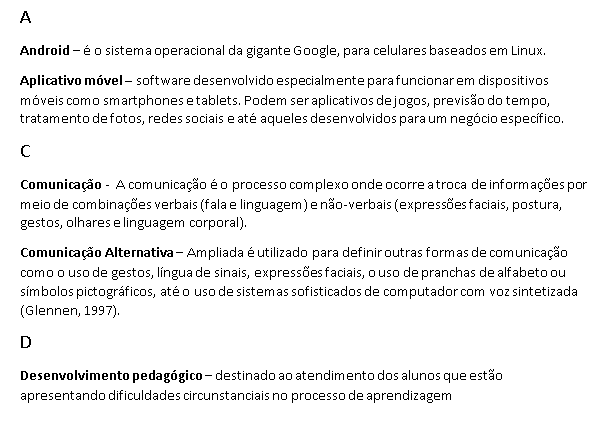 A
Android – é o sistema operacional da gigante Google, para celulares baseados em Linux.
Aplicativo móvel – software desenvolvido especialmente para funcionar em dispositivos
móveis como smartphones e tablets. Podem ser aplicativos de jogos, previsão do tempo,
tratamento de fotos, redes sociais e até aqueles desenvolvidos para um negócio específico.
C
Comunicação - A comunicação é o processo complexo onde ocorre a troca de informações por
meio de combinações verbais (fala e linguagem) e não-verbais (expressões faciais, postura,
gestos, olhares e linguagem corporal).
Comunicação Alternativa – Ampliada é utilizado para definir outras formas de comunicação
como o uso de gestos, língua de sinais, expressões faciais, o uso de pranchas de alfabeto ou
símbolos pictográficos, até o uso de sistemas sofisticados de computador com voz sintetizada
(Glennen, 1997).
D
Desenvolvimento pedagógico – destinado ao atendimento dos alunos que estão
apresentando dificuldades circunstanciais no processo de aprendizagem